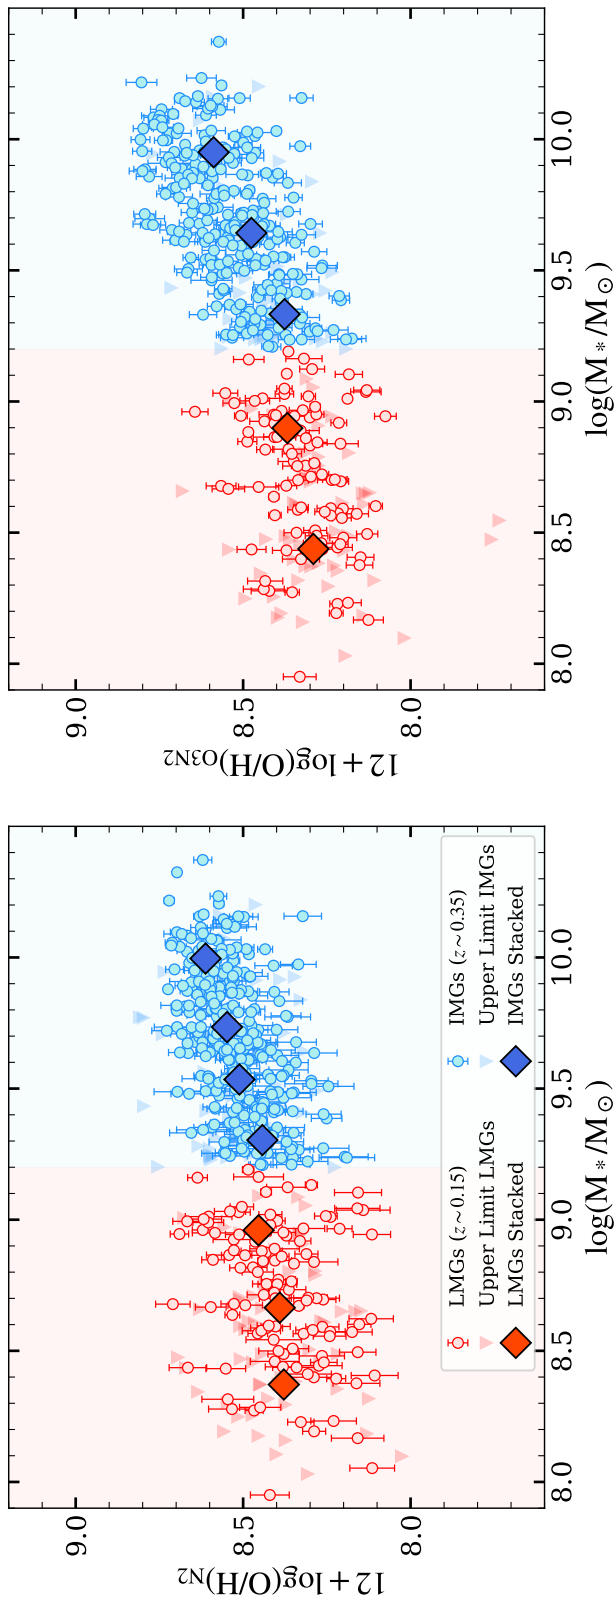 12 + log(O/H)N2
9.0
8.5
8.0
LMGs (z~0.15)
Upper Limit LMGs
LMGs Stacked
IMGs (z~0.35)
Upper Limit IMGs
IMGs Stacked
8.0 8.5 9.0 9.5 10.0
log(M∗/M⊙)
12 + log(O/H)O3N2
9.0
8.5
8.0
8.0 8.5 9.0 9.5 10.0
log(M∗/M⊙)